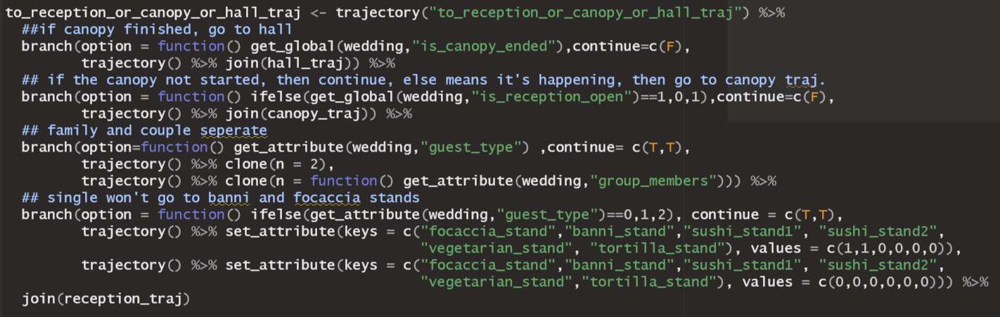 to_reception_or_canopy_or_hall_traj <- trajectory("to_reception_or_canopy_or_hall_traj") %>%
##if canopy finished, go to hall
branch(option = function() get_global(wedding,"is_canopy_ended"),continue=c(F),
trajectory() %>% join(hall_traj)) %>%
## if the canopy not started, then continue, else means it's happening, then go to canopy traj.
branch(option = function() ifelse(get_global(wedding,"is_reception_open")==1,0,1),continue=c(F),
trajectory() %>% join(canopy_traj)) %>%
## family and couple seperate
branch(option=function() get_attribute(wedding,"guest_type") ,continue= c(T,T),
trajectory() %>% clone(n = 2),
trajectory() %>% clone(n = function() get_attribute(wedding,"group_members"))) %>%
## single won't go to banni and focaccia stands
branch(option = function() ifelse(get_attribute(wedding,"guest_type")==0,1,2), continue = c(T,T),
trajectory() %>% set_attribute(keys = c("focaccia_stand","banni_stand","sushi_stand1", "sushi_stand2",
"vegetarian_stand", "tortilla_stand"), values = c(1,1,0,0,0,0)),
trajectory() %>% set_attribute(keys = c("focaccia_stand","banni_stand","sushi_stand1", "sushi_stand2",
"vegetarian_stand","tortilla_stand"), values = c(0,0,0,0,0,0))) %>%
join(reception_traj)